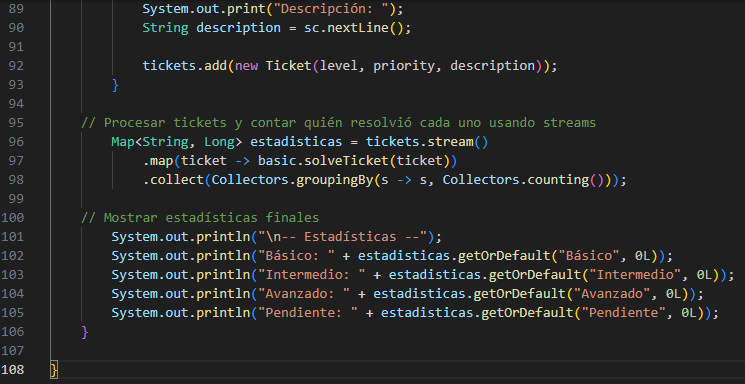 89 System.out.print("Descripción: ");
90 String description = sc.nextLine();
91
92 tickets.add(new Ticket(level, priority, description));
93 }
94
95 // Procesar tickets y contar quién resolvió cada uno usando streams
96 Map<String, Long> estadisticas = tickets.stream()
97 .map(ticket -> basic.solveTicket(ticket))
98 .collect(Collectors.groupingBy(s -> s, Collectors.counting()));
99
100 // Mostrar estadísticas finales
101 System.out.println("\n-- Estadísticas --");
102 System.out.println("Básico: " + estadisticas.getOrDefault("Básico", 0L));
103 System.out.println("Intermedio: " + estadisticas.getOrDefault("Intermedio", 0L));
104 System.out.println("Avanzado: " + estadisticas.getOrDefault("Avanzado", 0L));
105 System.out.println("Pendiente: " + estadisticas.getOrDefault("Pendiente", 0L));
106 }
107
108 }